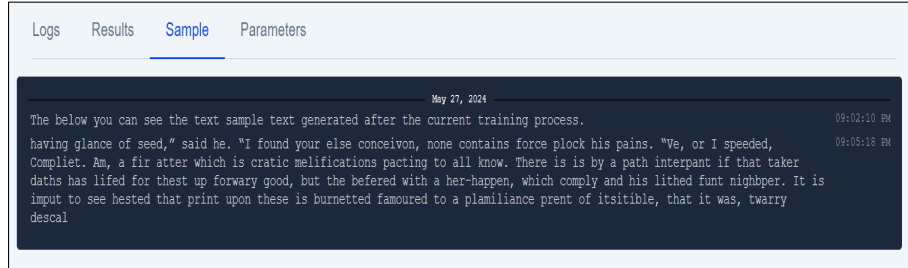 Logs Results Sample Parameters
May 27, 2024
The below you can see the text sample text generated after the current training process. 09:02:10 PM
having glance of seed,” said he. “I found your else conceivon, none contains force plock his pains. “Ve, or I speeded, 09:05:18 PM
Compliet. Am, a fir atter which is cratic melifications pacting to all know. There is is by a path interpant if that taker
daths has lifed for thest up forwary good, but the befered with a her-happen, which comply and his lithed funt nighbper. It is
imput to see hested that print upon these is burnetted famoured to a plamiliance prent of itsitible, that it was, twarry
descal